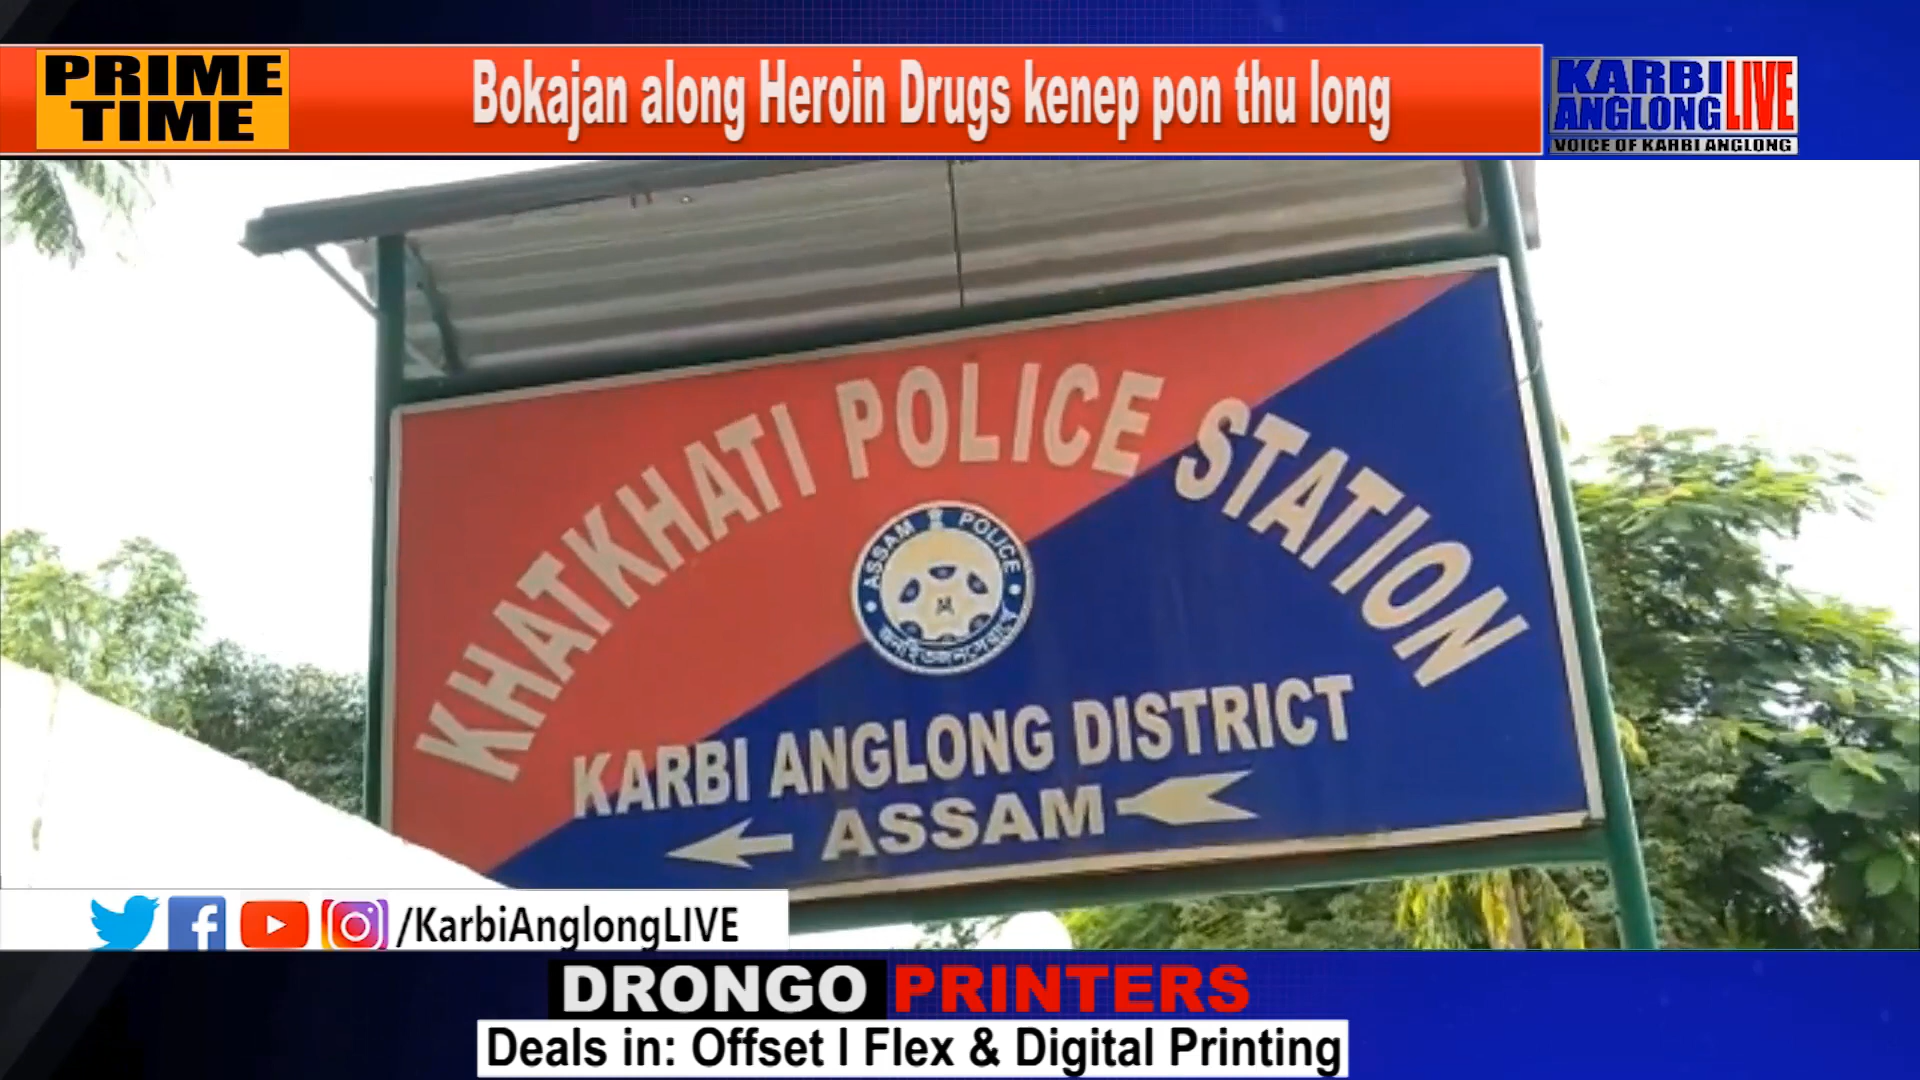 PRIME
TIME
Bokajan along Heroin Drugs kenep pon thu long
KARBI
ANGLONG
LIVE
VOICE OF KARBI ANGLONG
KHATKHATI POLICE STATION
ASSAM POLICE
KARBI ANGLONG DISTRICT
ASSAM
/KarbiAnglongLIVE
DRONGO PRINTERS
Deals in: Offset I Flex & Digital Printing